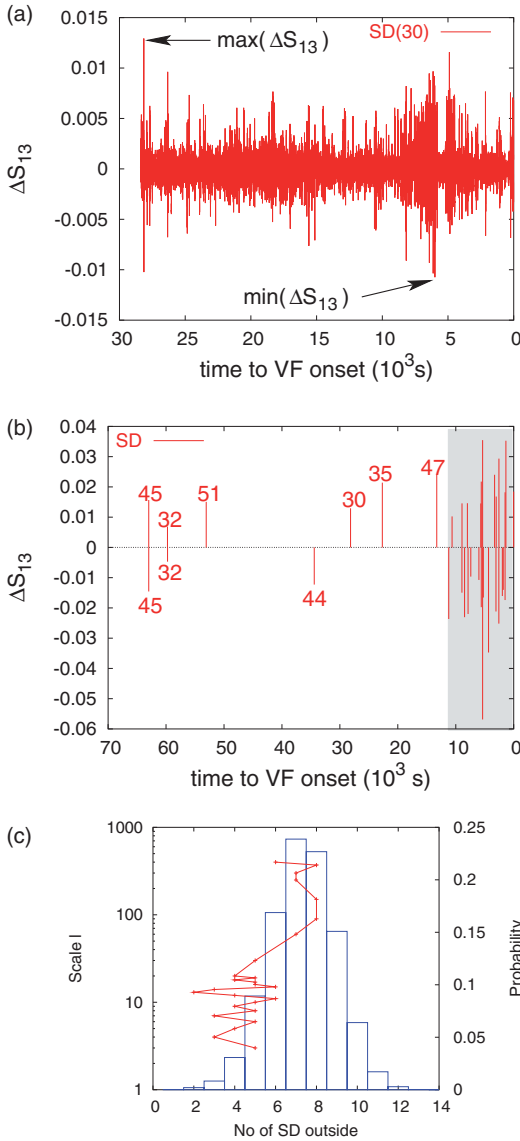 (a)
0.015
0.01
0.005
0
-0.005
-0.01
-0.015
ΔS13
max(ΔS13)
SD(30)
min(ΔS13)
30 25 20 15 10 5 0
time to VF onset (10³s)
(b)
0.04
0.03
0.02
0.01
0
-0.01
-0.02
-0.03
-0.04
-0.05
-0.06
ΔS13
SD
45
32
51
30
35
47
32
45
44
70 60 50 40 30 20 10 0
time to VF onset (10³ s)
(c)
1000
100
10
1
Scale l
0.25
0.2
0.15
0.1
0.05
0
Probability
0 2 4 6 8 10 12 14
No of SD outside